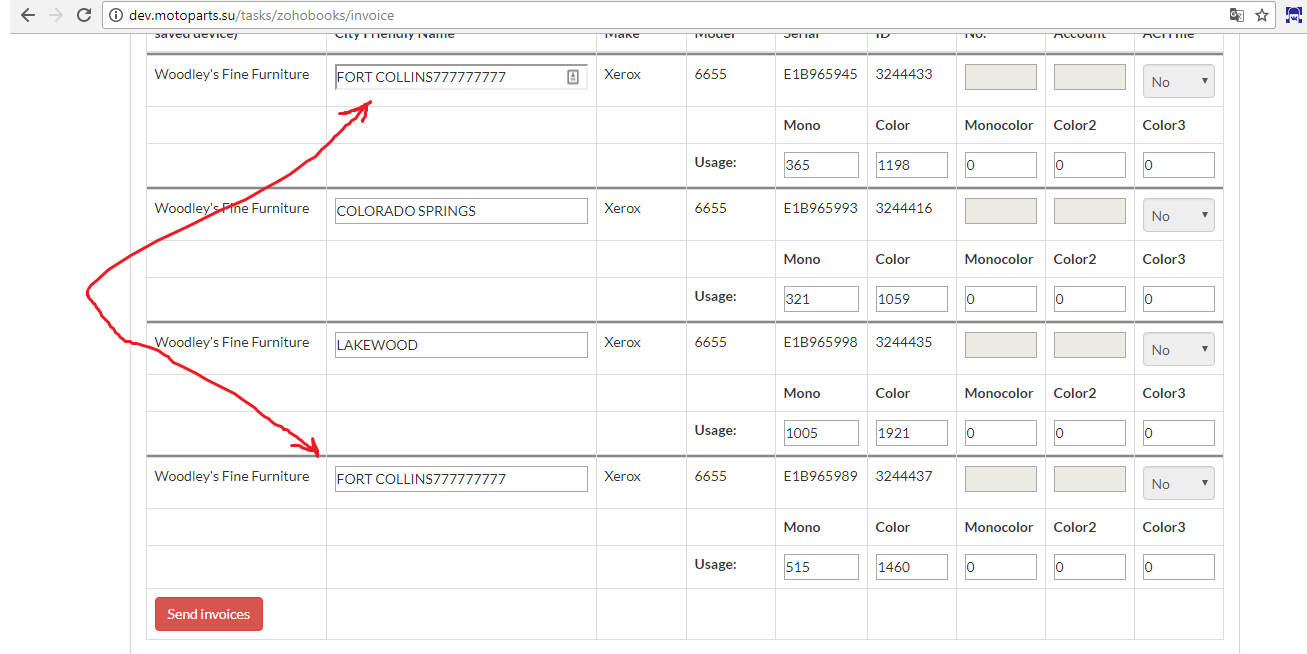 dev.motoparts.su/tasks/zohobooks/invoice
saved device) City Friendly Name Make Model Serial ID No. Account ACH file
Woodley's Fine Furniture FORT COLLINS777777777 Xerox 6655 E1B965945 3244433 No
Mono Color Monocolor Color2 Color3
Usage: 365 1198 0 0 0
Woodley's Fine Furniture COLORADO SPRINGS Xerox 6655 E1B965993 3244416 No
Mono Color Monocolor Color2 Color3
Usage: 321 1059 0 0 0
Woodley's Fine Furniture LAKEWOOD Xerox 6655 E1B965998 3244435 No
Mono Color Monocolor Color2 Color3
Usage: 1005 1921 0 0 0
Woodley's Fine Furniture FORT COLLINS777777777 Xerox 6655 E1B965989 3244437 No
Mono Color Monocolor Color2 Color3
Usage: 515 1460 0 0 0
Send invoices